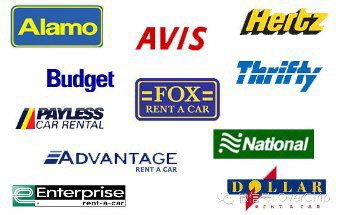 Alamo
AVIS
Hertz
Budget
FOX
RENT A CAR
Thrifty
PAYLESS
CAR RENTAL
National
ADVANTAGE
RENT A CAR
Enterprise
rent-a-car
DOLLAR
RENT A CAR